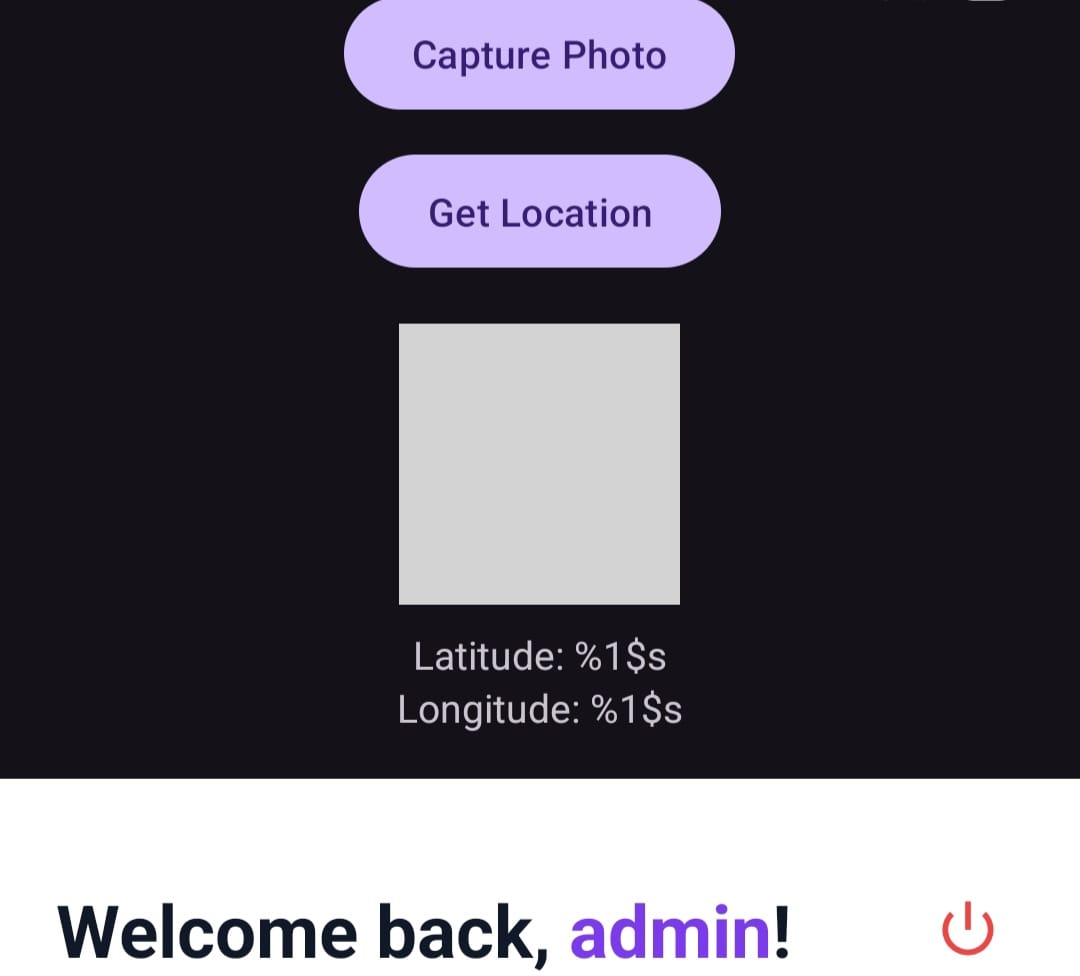 Capture Photo
Get Location
Latitude: %1$s
Longitude: %1$s
Welcome back, admin!